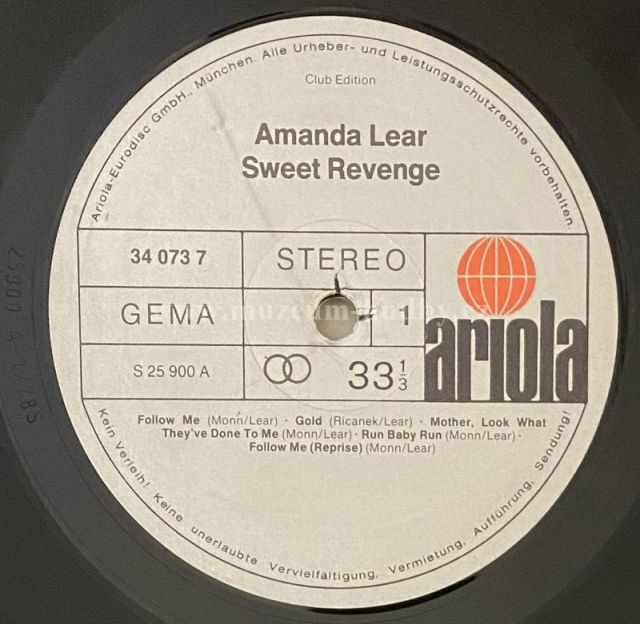 Ariola-Eurodisc GmbH., München. Alle Urheber- und Leistungsschutzrechte vorbehalten.
Club Edition
Amanda Lear
Sweet Revenge
34 073 7
STEREO
GEMA
1
S 25 900 A
33 1/3
ariola
Follow Me (Monn/Lear) · Gold (Ricanek/Lear) · Mother, Look What
They've Done To Me (Monn/Lear) · Run Baby Run (Monn/Lear) ·
Follow Me (Reprise) (Monn/Lear)
Kein Verleih! Keine unerlaubte Vervielfältigung, Vermietung, Aufführung, Sendung!